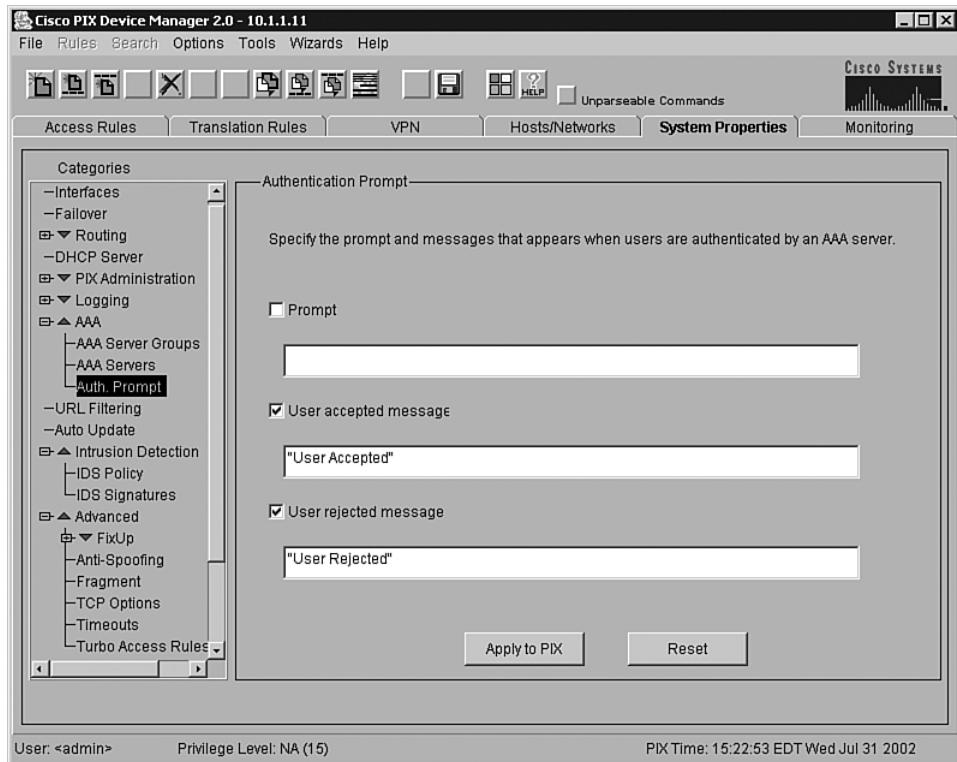 Cisco PIX Device Manager 2.0 - 10.1.1.11
File Rules Search Options Tools Wizards Help
HELP
Unparseable Commands
CISCO SYSTEMS
Access Rules Translation Rules VPN Hosts/Networks System Properties Monitoring
Categories
Interfaces
Failover
Routing
DHCP Server
PIX Administration
Logging
AAA
AAA Server Groups
AAA Servers
Auth. Prompt
URL Filtering
Auto Update
Intrusion Detection
IDS Policy
IDS Signatures
Advanced
FixUp
Anti-Spoofing
Fragment
TCP Options
Timeouts
Turbo Access Rules
Authentication Prompt
Specify the prompt and messages that appears when users are authenticated by an AAA server.
Prompt
User accepted message
"User Accepted"
User rejected message
"User Rejected"
Apply to PIX Reset
User: <admin> Privilege Level: NA (15) PIX Time: 15:22:53 EDT Wed Jul 31 2002